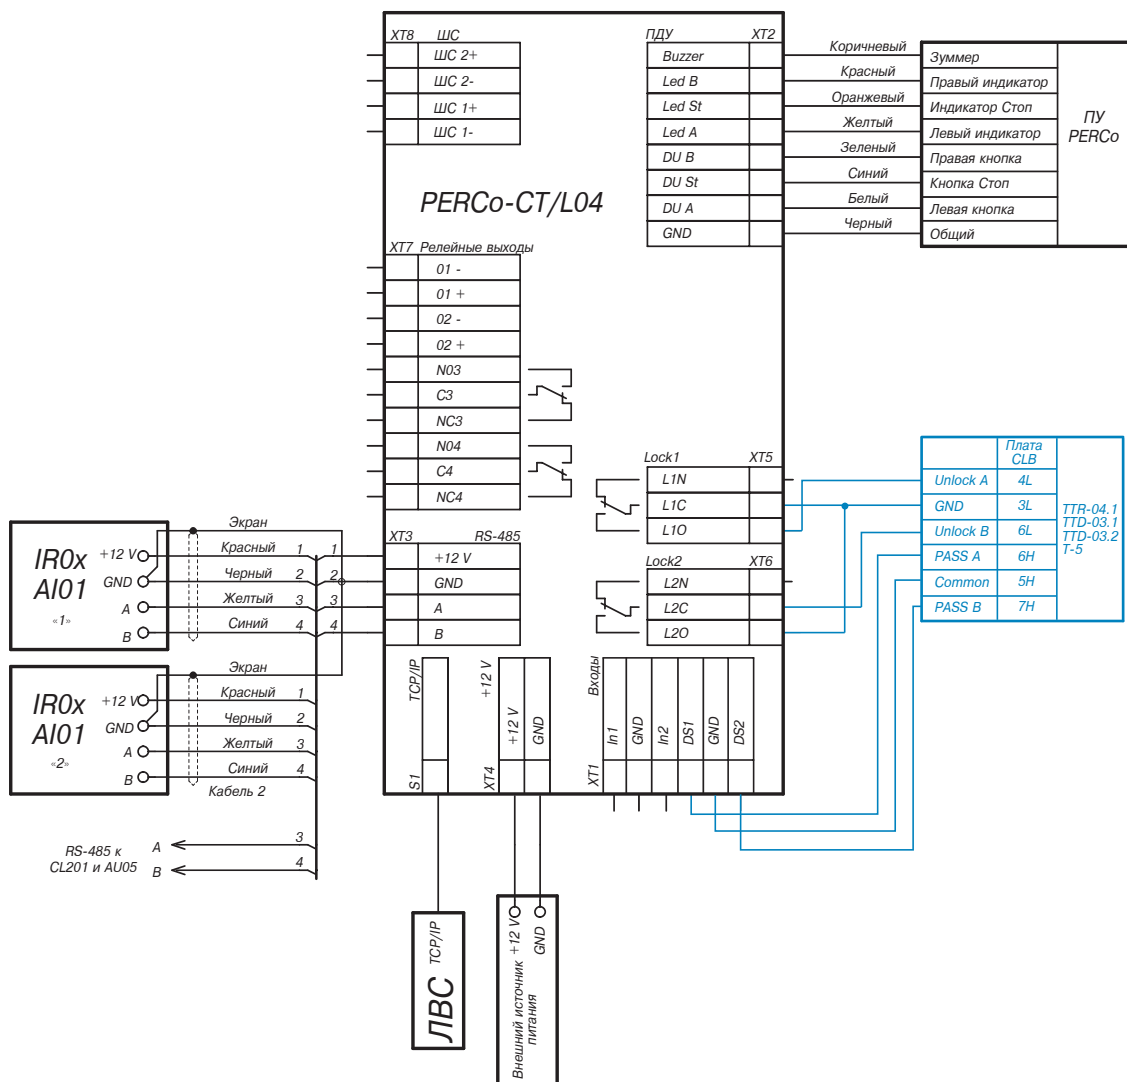 XT8 ШС
ШС 2+
ШС 2-
ШС 1+
ШС 1-
ПДУ XT2
Buzzer
Led B
Led St
Led A
DU B
DU St
DU A
GND
Коричневый
Красный
Оранжевый
Желтый
Зеленый
Синий
Белый
Черный
Зуммер
Правый индикатор
Индикатор Стоп
Левый индикатор
Правая кнопка
Кнопка Стоп
Левая кнопка
Общий
ПУ
PERCo
PERCo-CT/L04
XT7 Релейные выходы
01 -
01 +
02 -
02 +
N03
C3
NC3
N04
C4
NC4
Lock1 XT5
L1N
L1C
L1O
Lock2 XT6
L2N
L2C
L2O
Плата
CLB
Unlock A 4L
GND 3L
Unlock B 6L
PASS A 6H
Common 5H
PASS B 7H
TTR-04.1
TTD-03.1
TTD-03.2
T-5
IR0x
AI01
«1»
+12 V
GND
A
B
Экран
Красный 1 1
Черный 2 2
Желтый 3 3
Синий 4 4
XT3 RS-485
+12 V
GND
A
B
IR0x
AI01
«2»
+12 V
GND
A
B
Экран
Красный 1
Черный 2
Желтый 3
Синий 4
Кабель 2
RS-485 к
CL201 и AU05
A 3
B 4
TCP/IP
S1
+12 V
+12 V
GND
XT4
Входы
In1
GND
In2
DS1
GND
DS2
XT1
ЛВС TCP/IP
Внешний источник
питания
+12 V
GND